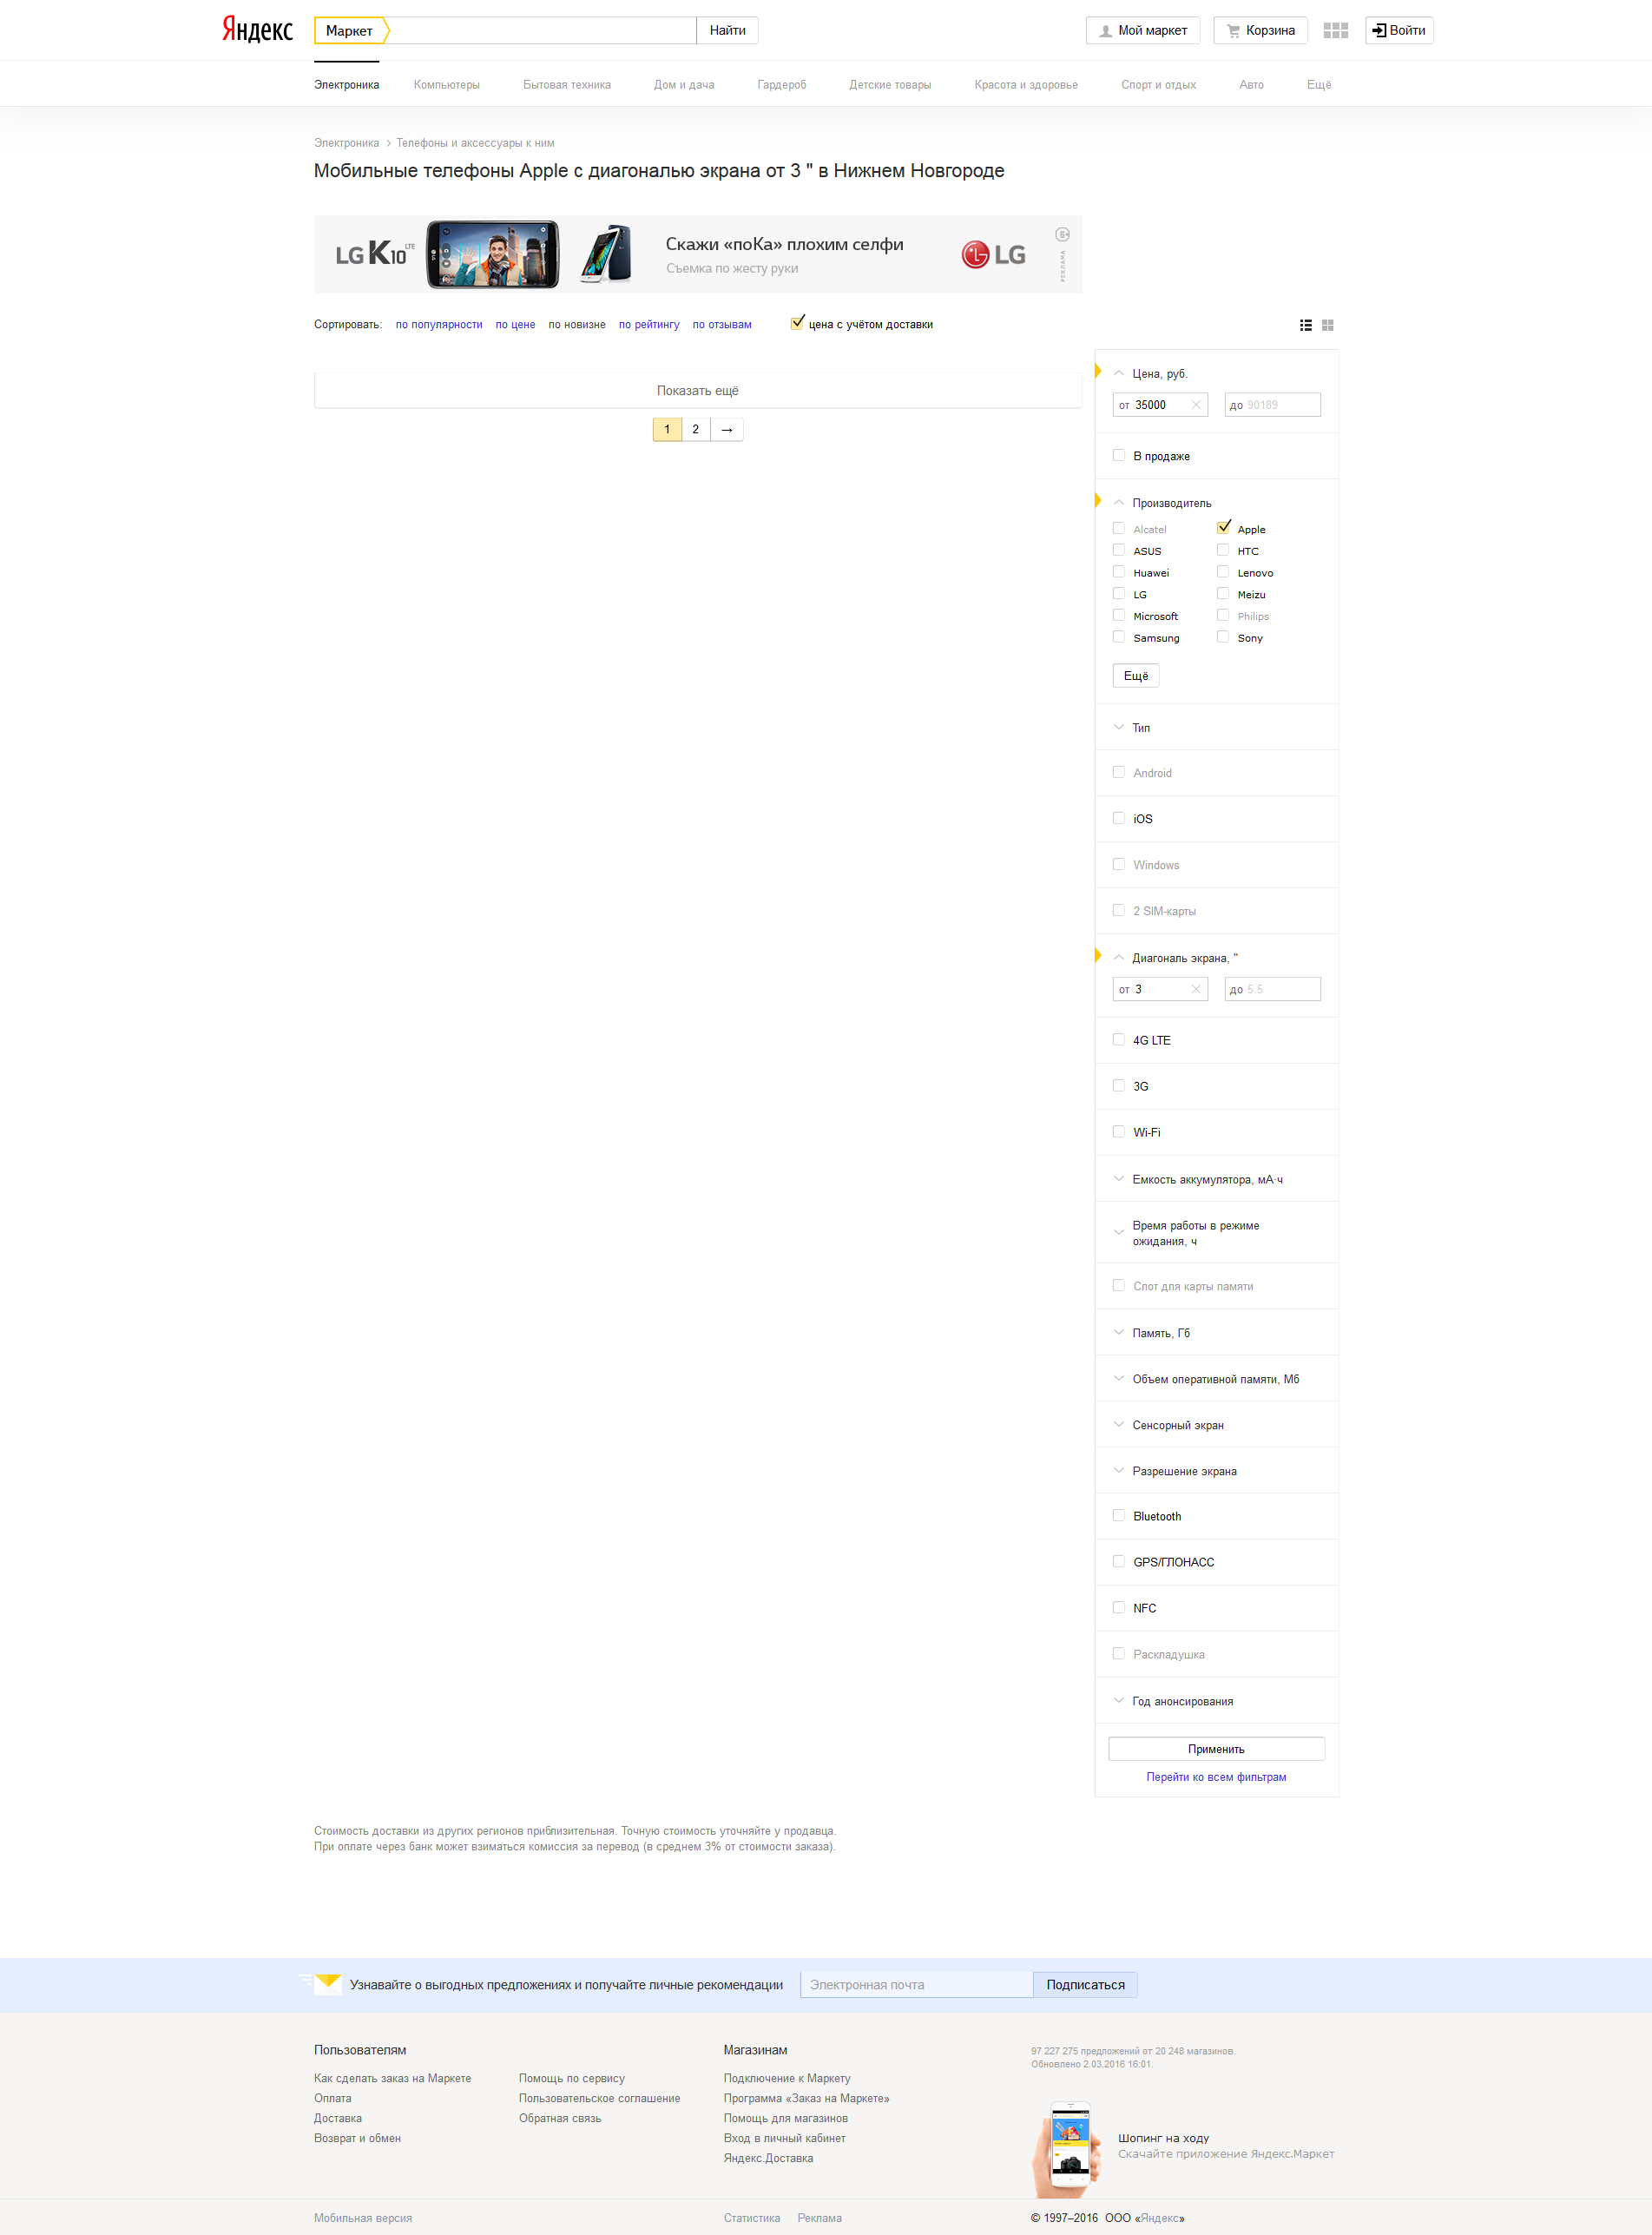 Яндекс Маркет Найти Мой маркет Корзина Войти
Электроника Компьютеры Бытовая техника Дом и дача Гардероб Детские товары Красота и здоровье Спорт и отдых Авто Ещё
Электроника Телефоны и аксессуары к ним
Мобильные телефоны Apple с диагональю экрана от 3 " в Нижнем Новгороде
LG K10 LTE
Скажи «поКа» плохим селфи
Съемка по жесту руки
LG
6+
РЕКЛАМА
Сортировать: по популярности по цене по новизне по рейтингу по отзывам цена с учётом доставки
Показать ещё
1 2 →
Цена, руб.
от 35000 до 90189
В продаже
Производитель
Alcatel Apple
ASUS HTC
Huawei Lenovo
LG Meizu
Microsoft Philips
Samsung Sony
Ещё
Тип
Android
iOS
Windows
2 SIM-карты
Диагональ экрана, "
от 3 до 5.5
4G LTE
3G
Wi-Fi
Емкость аккумулятора, мА·ч
Время работы в режиме
ожидания, ч
Слот для карты памяти
Память, Гб
Объем оперативной памяти, Мб
Сенсорный экран
Разрешение экрана
Bluetooth
GPS/ГЛОНАСС
NFC
Раскладушка
Год анонсирования
Применить
Перейти ко всем фильтрам
Стоимость доставки из других регионов приблизительная. Точную стоимость уточняйте у продавца.
При оплате через банк может взиматься комиссия за перевод (в среднем 3% от стоимости заказа).
Узнавайте о выгодных предложениях и получайте личные рекомендации Электронная почта Подписаться
Пользователям
Как сделать заказ на Маркете
Оплата
Доставка
Возврат и обмен
Помощь по сервису
Пользовательское соглашение
Обратная связь
Магазинам
Подключение к Маркету
Программа «Заказ на Маркете»
Помощь для магазинов
Вход в личный кабинет
Яндекс.Доставка
97 227 275 предложений от 20 248 магазинов.
Обновлено 2.03.2016 16:01.
Шопинг на ходу
Скачайте приложение Яндекс.Маркет
Мобильная версия Статистика Реклама © 1997–2016 ООО «Яндекс»